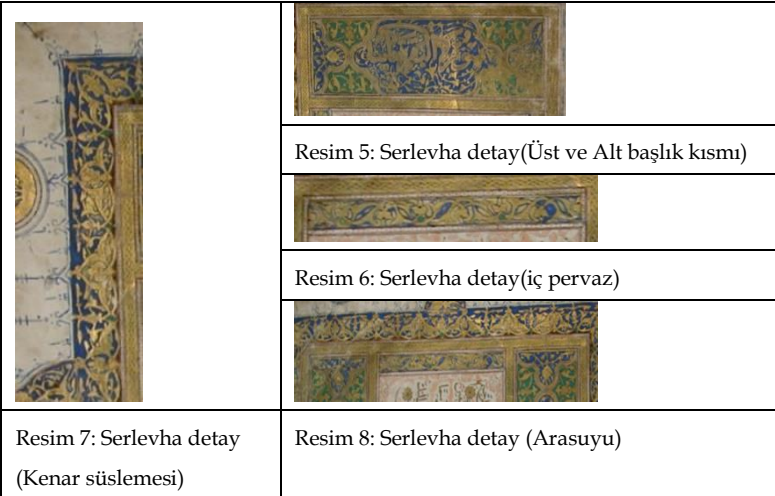 Resim 5: Serlevha detay(Üst ve Alt başlık kısmı)
Resim 6: Serlevha detay(iç pervaz)
Resim 7: Serlevha detay
(Kenar süslemesi)
Resim 8: Serlevha detay (Arasuyu)